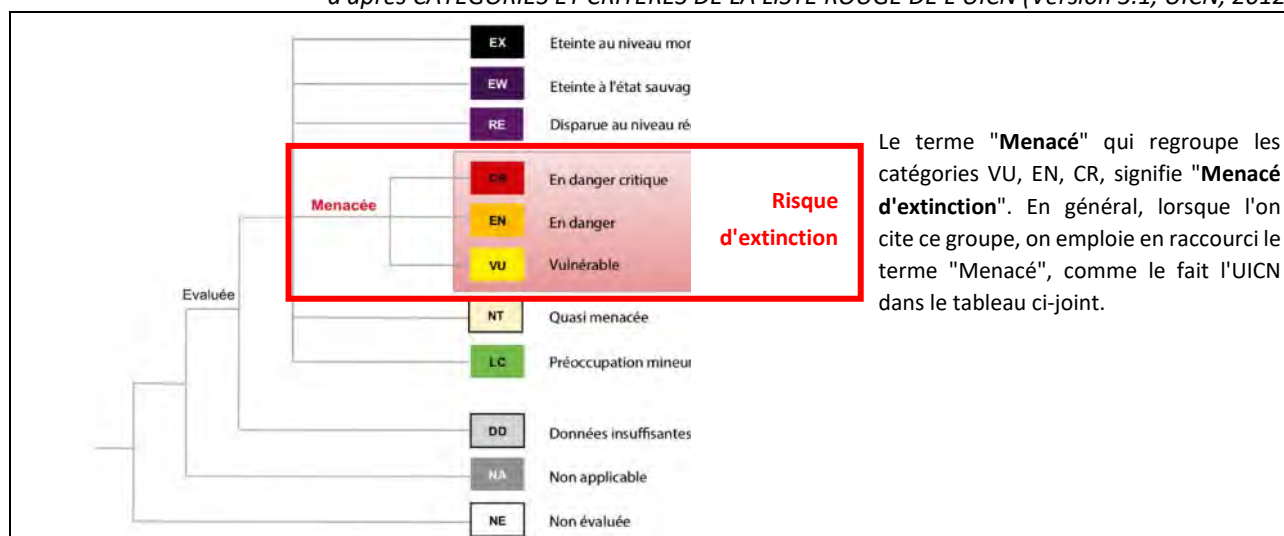 d'après CATEGORIES ET CRITERES DE LA LISTE ROUGE DE L'UICN (Version 3.1, UICN, 2012
EX Eteinte au niveau mor
EW Eteinte à l'état sauvag
RE Disparue au niveau ré
Menacée
CR En danger critique
EN En danger
VU Vulnérable
Risque
d'extinction
Evaluée
NT Quasi menacée
LC Préoccupation mineur
DD Données insuffisantes
NA Non applicable
NE Non évaluée
Le terme "Menacé" qui regroupe les
catégories VU, EN, CR, signifie "Menacé
d'extinction". En général, lorsque l'on
cite ce groupe, on emploie en raccourci le
terme "Menacé", comme le fait l'UICN
dans le tableau ci-joint.